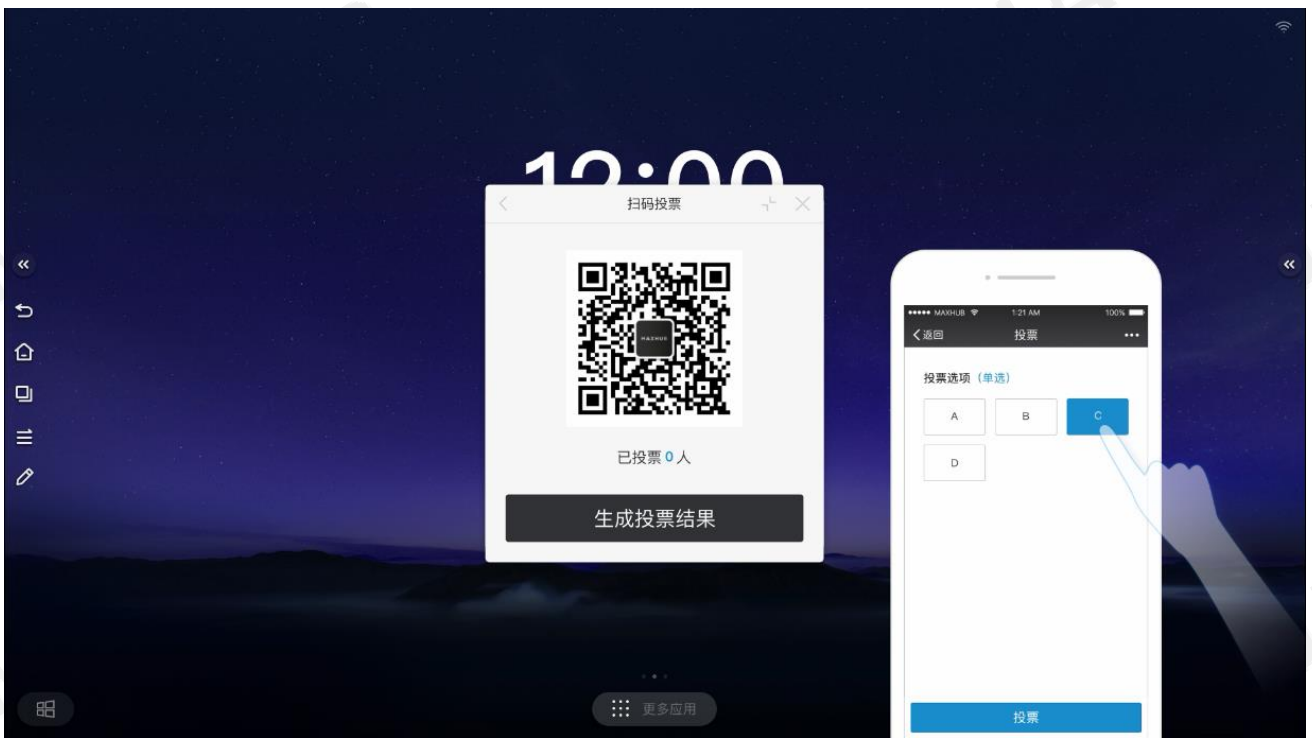 12:00
扫码投票
MAXHUB
已投票 0 人
生成投票结果
更多应用
MAXHUB
1:21 AM
100%
返回
投票
投票选项（单选）
A
B
C
D
投票